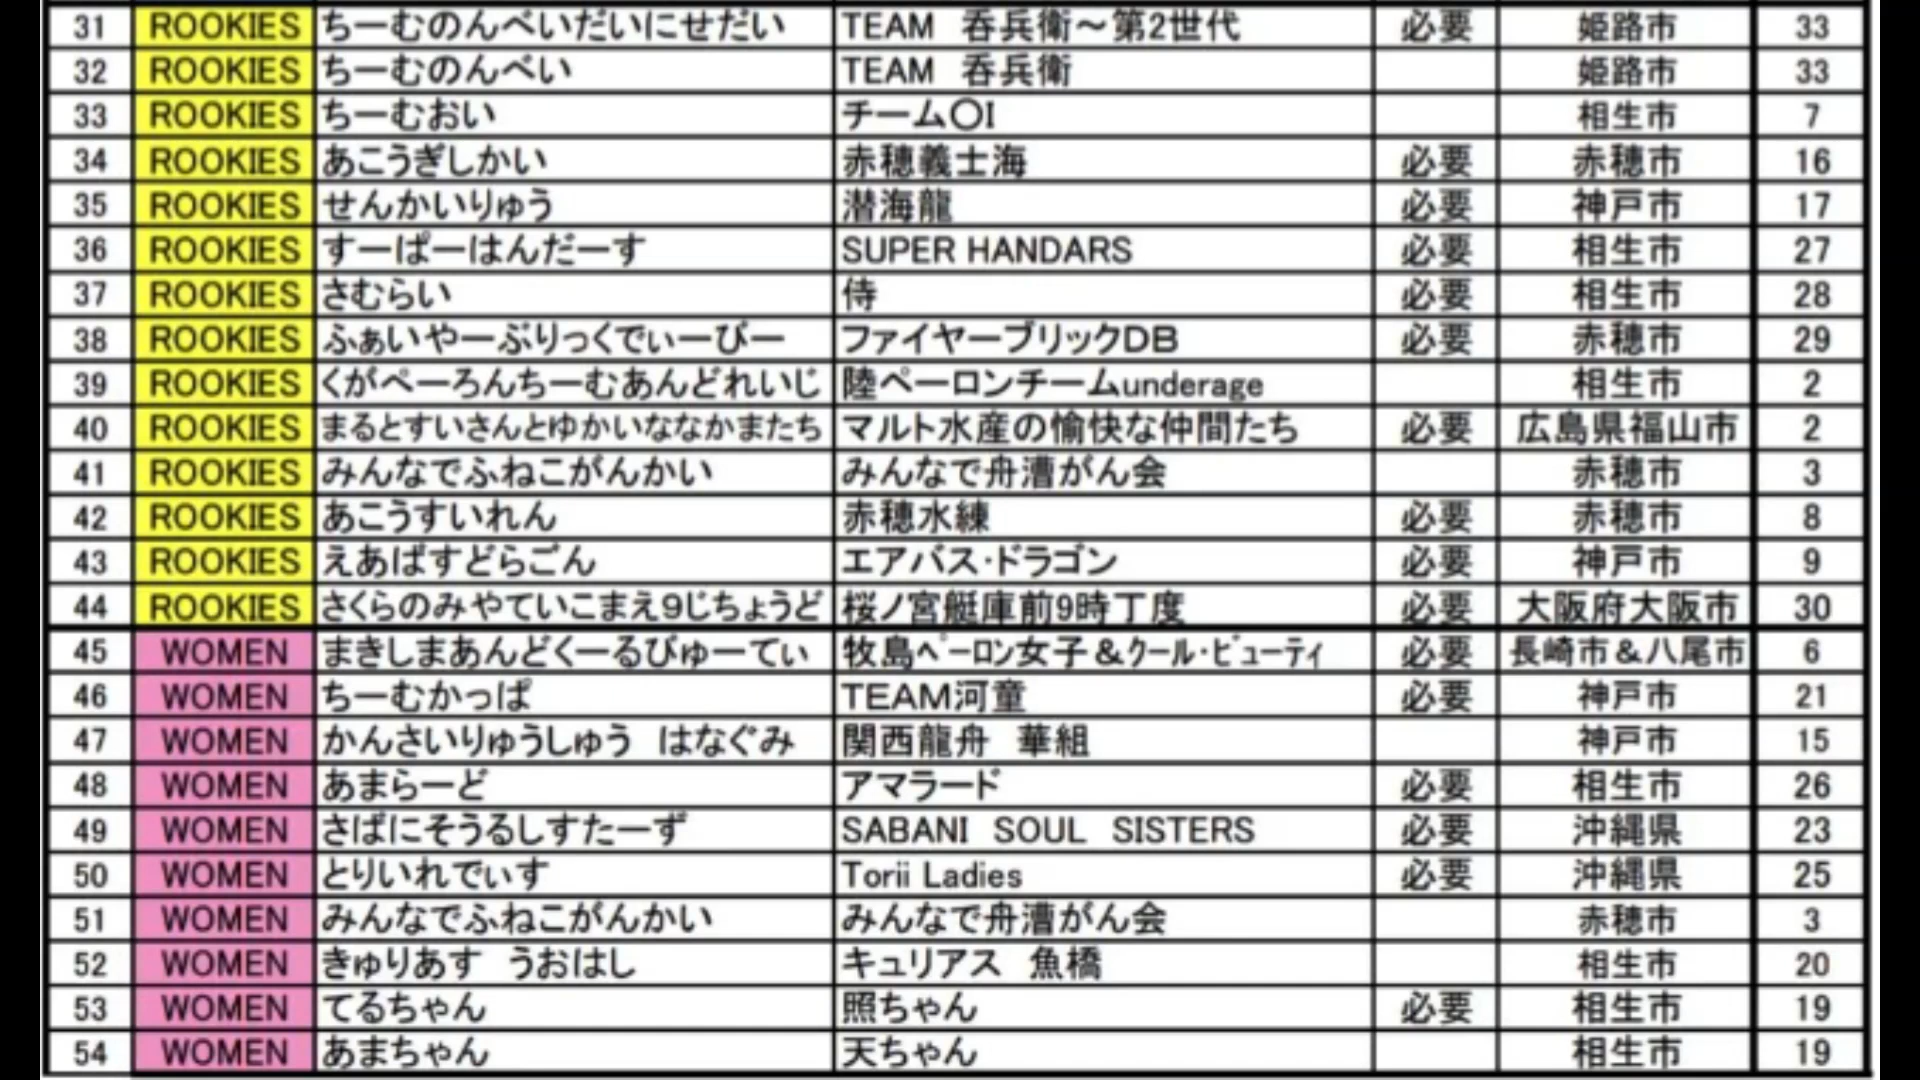 31 ROOKIES ちーむのんべいだいにせだい TEAM 呑兵衛～第2世代 必要 姫路市 33
32 ROOKIES ちーむのんべい TEAM 呑兵衛 姫路市 33
33 ROOKIES ちーむおい チーム〇I 相生市 7
34 ROOKIES あこうぎしかい 赤穂義士海 必要 赤穂市 16
35 ROOKIES せんかいりゅう 潜海龍 必要 神戸市 17
36 ROOKIES すーぱーはんだーす SUPER HANDARS 必要 相生市 27
37 ROOKIES さむらい 侍 必要 相生市 28
38 ROOKIES ふぁいやーぶりっくでぃーびー ファイヤーブリックDB 必要 赤穂市 29
39 ROOKIES くがぺーろんちーむあんどれいじ 陸ペーロンチームunderage 相生市 2
40 ROOKIES まるとすいさんとゆかいななかまたち マルト水産の愉快な仲間たち 必要 広島県福山市 2
41 ROOKIES みんなでふねこがんかい みんなで舟漕がん会 赤穂市 3
42 ROOKIES あこうすいれん 赤穂水練 必要 赤穂市 8
43 ROOKIES えあばすどらごん エアバス・ドラゴン 必要 神戸市 9
44 ROOKIES さくらのみやていこまえ9じちょうど 桜ノ宮艇庫前9時丁度 必要 大阪府大阪市 30
45 WOMEN まきしまあんどくーるびゅーてぃ 牧島ﾍﾟｰﾛﾝ女子＆ｸｰﾙ・ﾋﾞｭｰﾃｨ 必要 長崎市＆八尾市 6
46 WOMEN ちーむかっぱ TEAM河童 必要 神戸市 21
47 WOMEN かんさいりゅうしゅう はなぐみ 関西龍舟 華組 神戸市 15
48 WOMEN あまらーど アマラード 必要 相生市 26
49 WOMEN さばにそうるしすたーず SABANI SOUL SISTERS 必要 沖縄県 23
50 WOMEN とりいれでぃす Torii Ladies 必要 沖縄県 25
51 WOMEN みんなでふねこがんかい みんなで舟漕がん会 赤穂市 3
52 WOMEN きゅりあす うおはし キュリアス 魚橋 相生市 20
53 WOMEN てるちゃん 照ちゃん 必要 相生市 19
54 WOMEN あまちゃん 天ちゃん 相生市 19